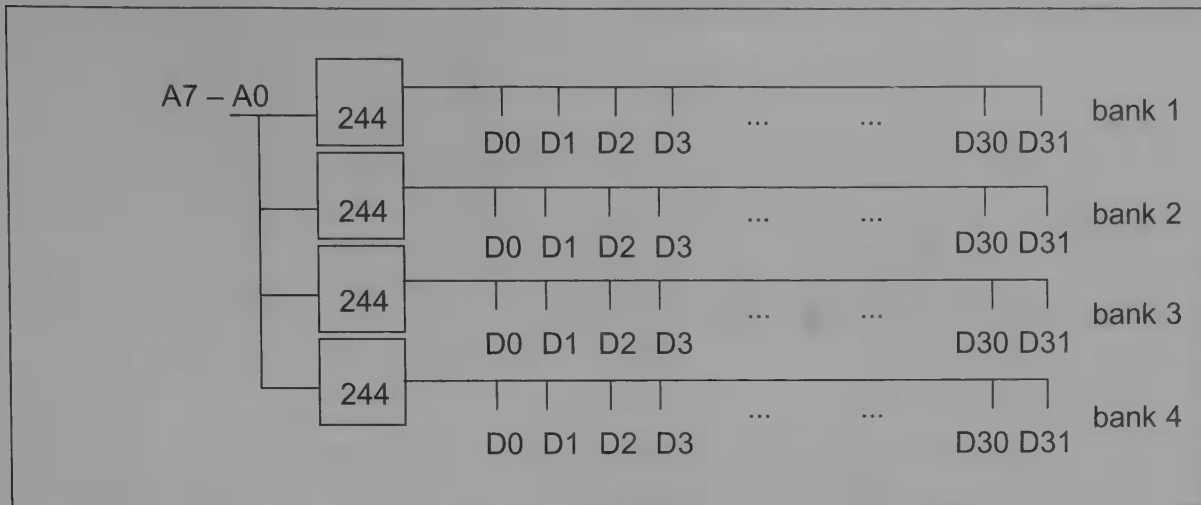 A7 – A0
244
bank 1
D0 D1 D2 D3 ... ... D30 D31
244
bank 2
D0 D1 D2 D3 ... ... D30 D31
244
bank 3
D0 D1 D2 D3 ... ... D30 D31
244
bank 4
D0 D1 D2 D3 ... ... D30 D31